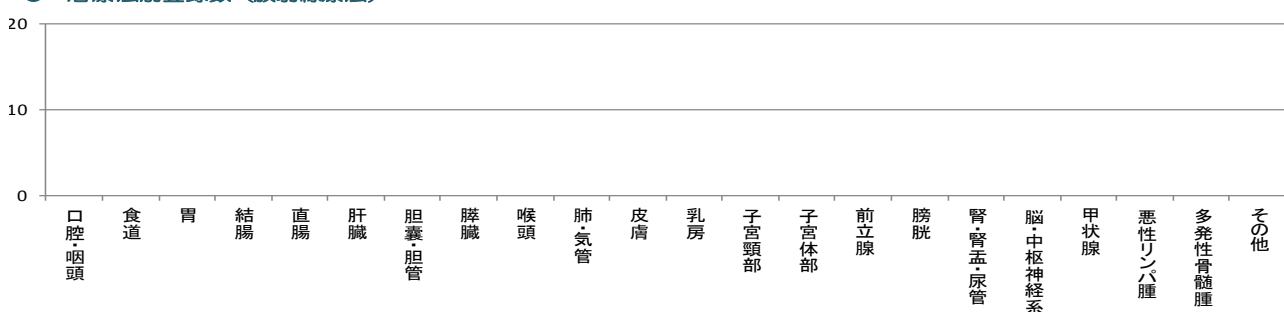 20
10
0
口腔・咽頭
食道
胃
結腸
直腸
肝臓
胆嚢・胆管
膵臓
喉頭
肺・気管
皮膚
乳房
子宮頸部
子宮体部
前立腺
膀胱
腎・腎盂・尿管
脳・中枢神経系
甲状腺
悪性リンパ腫
多発性骨髄腫
その他